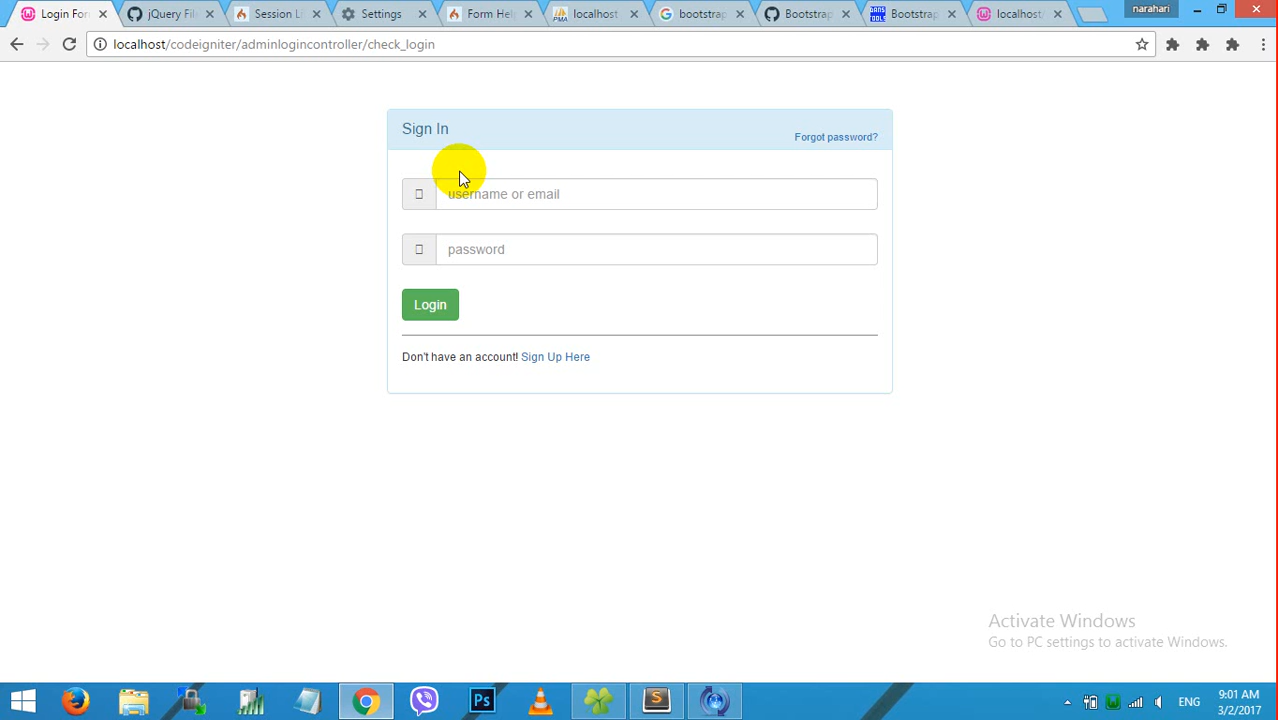 Login For
jQuery Fil
Session L
Settings
Form Hel
localhost
bootstrap
Bootstrap
Bootstrap
localhost/
narahari
localhost/codeigniter/adminlogincontroller/check_login
Sign In
Forgot password?
username or email
password
Login
Don't have an account! Sign Up Here
Activate Windows
Go to PC settings to activate Windows.
Ps
S
ENG
9:01 AM
3/2/2017